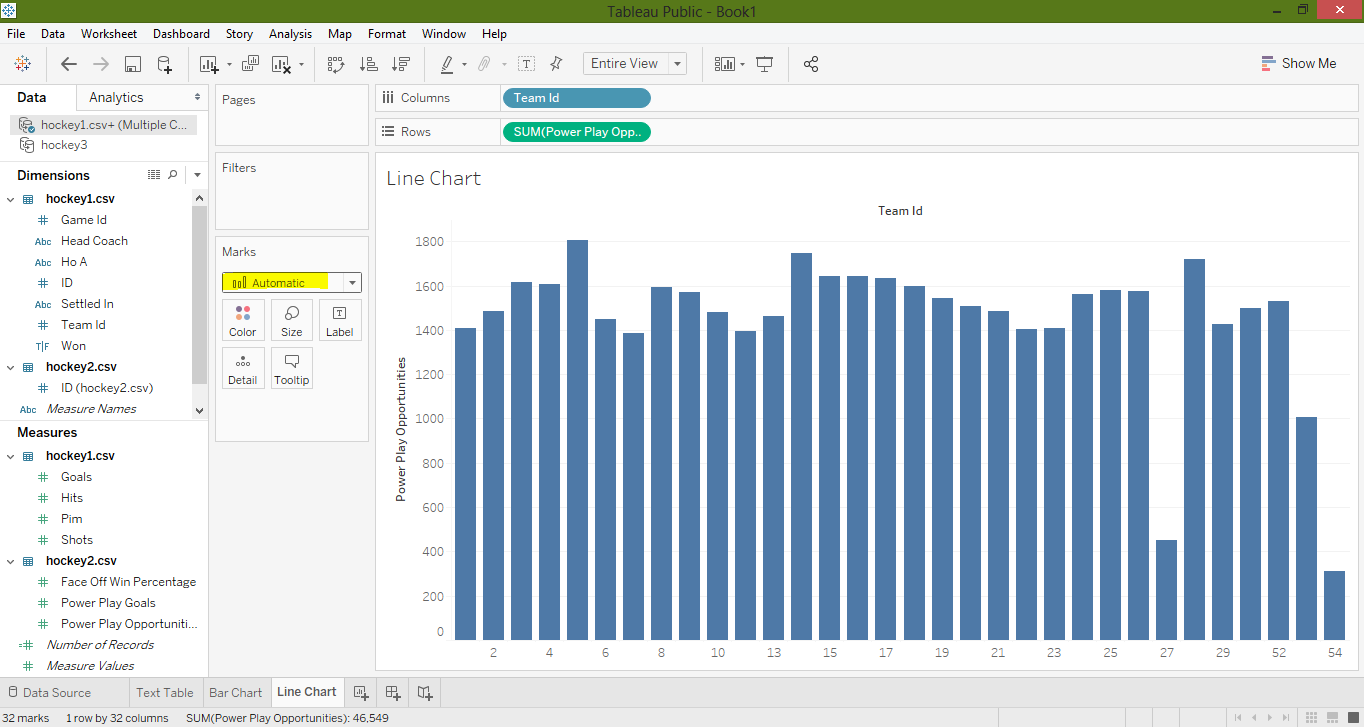 Tableau Public - Book1
File Data Worksheet Dashboard Story Analysis Map Format Window Help
Entire View
Show Me
Data Analytics
hockey1.csv+ (Multiple C...
hockey3
Dimensions
hockey1.csv
Game Id
Abc Head Coach
Abc Ho A
ID
Abc Settled In
Team Id
T|F Won
hockey2.csv
ID (hockey2.csv)
Abc Measure Names
Measures
hockey1.csv
Goals
Hits
Pim
Shots
hockey2.csv
Face Off Win Percentage
Power Play Goals
Power Play Opportuniti...
Number of Records
Measure Values
Pages
Filters
Marks
Automatic
Color Size Label
Detail Tooltip
Columns Team Id
Rows SUM(Power Play Opp..
Line Chart
Team Id
Power Play Opportunities
1800
1600
1400
1200
1000
800
600
400
200
0
2 4 6 8 10 13 15 17 19 21 23 25 27 29 52 54
Data Source Text Table Bar Chart Line Chart
32 marks 1 row by 32 columns SUM(Power Play Opportunities): 46,549